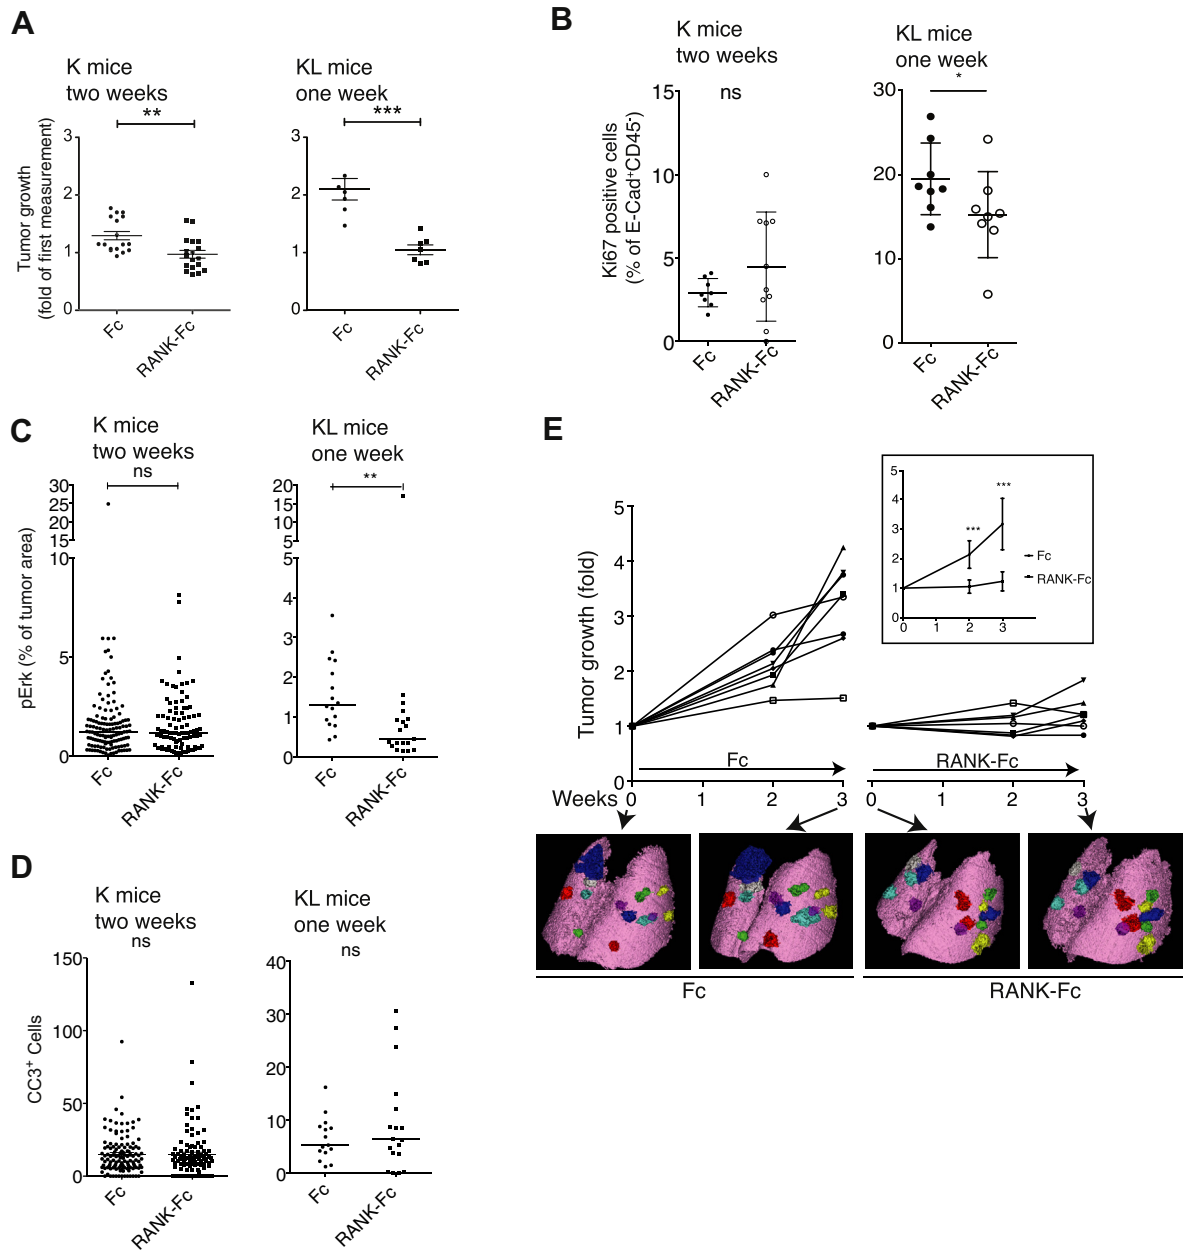 A
K mice
two weeks
**
KL mice
one week
***
Tumor growth
(fold of first measurement)
3
2
1
0
Fc
RANK-Fc
3
2
1
0
Fc
RANK-Fc
B
K mice
two weeks
ns
KL mice
one week
*
Ki67 positive cells
(% of E-Cad⁺CD45⁻)
15
10
5
0
Fc
RANK-Fc
30
20
10
0
Fc
RANK-Fc
C
K mice
two weeks
ns
KL mice
one week
**
pErk (% of tumor area)
30
25
20
15
10
5
0
Fc
RANK-Fc
20
15
10
5
5
4
3
2
1
0
Fc
RANK-Fc
D
K mice
two weeks
ns
KL mice
one week
ns
CC3⁺ Cells
150
100
50
0
Fc
RANK-Fc
40
30
20
10
0
Fc
RANK-Fc
E
Tumor growth (fold)
5
4
3
2
1
0
Fc
RANK-Fc
Weeks 0 1 2 3
0 1 2 3
5
4
3
2
1
0
***
***
Fc
RANK-Fc
0 1 2 3
Fc
RANK-Fc